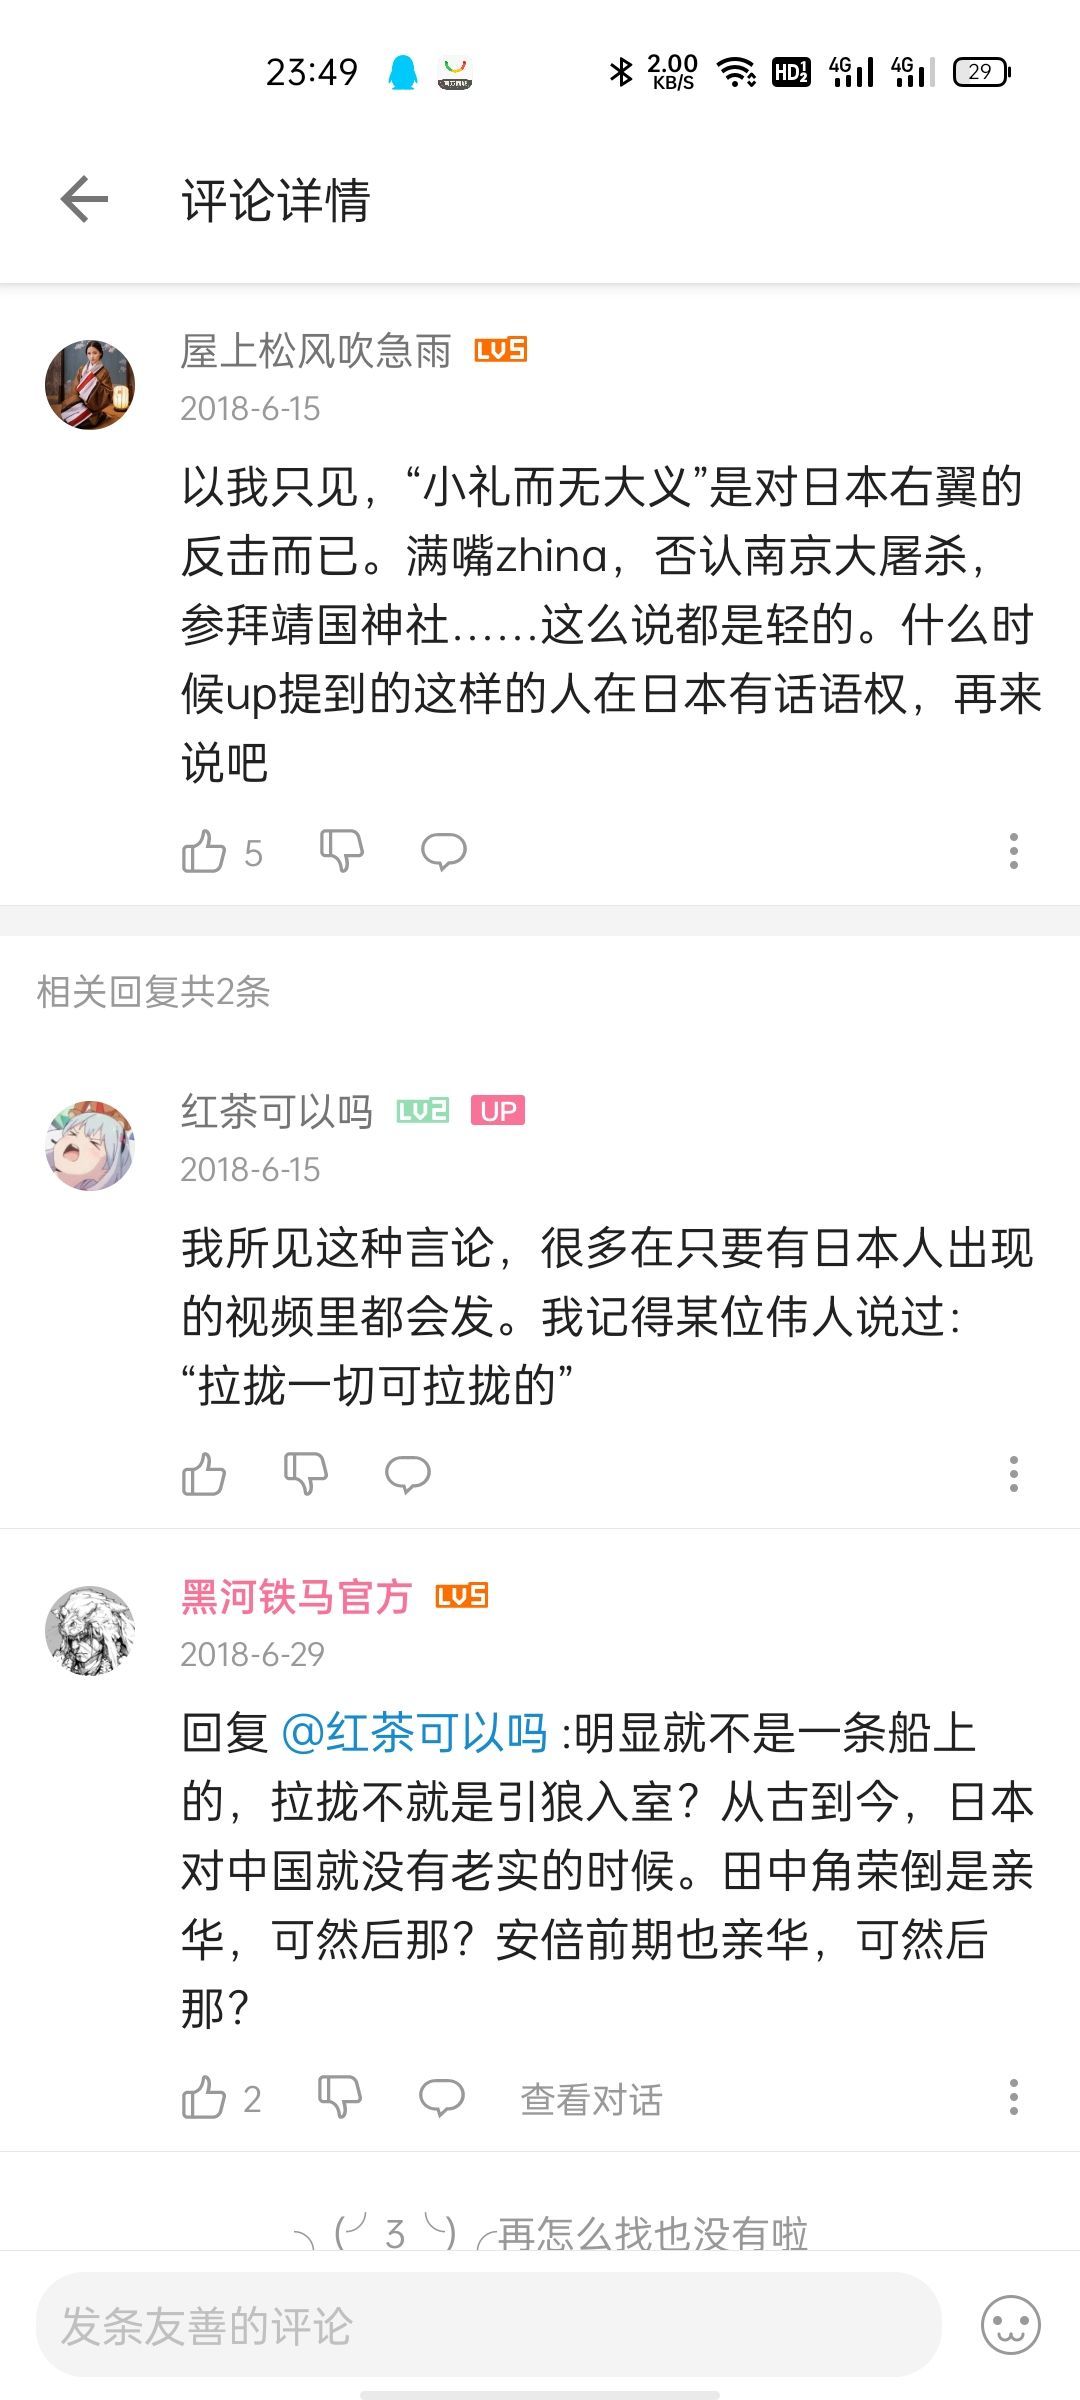 23:49 2.00 KB/S HD 1 2 4G 4G 29
评论详情
屋上松风吹急雨 LV5
2018-6-15
以我只见，“小礼而无大义”是对日本右翼的
反击而已。满嘴zhina，否认南京大屠杀，
参拜靖国神社……这么说都是轻的。什么时
候up提到的这样的人在日本有话语权，再来
说吧
5
相关回复共2条
红茶可以吗 LV2 UP
2018-6-15
我所见这种言论，很多在只要有日本人出现
的视频里都会发。我记得某位伟人说过：
“拉拢一切可拉拢的”
黑河铁马官方 LV5
2018-6-29
回复 @红茶可以吗 :明显就不是一条船上
的，拉拢不就是引狼入室？从古到今，日本
对中国就没有老实的时候。田中角荣倒是亲
华，可然后那？安倍前期也亲华，可然后
那？
2 查看对话
╮(╯3╰)╭再怎么找也没有啦
发条友善的评论